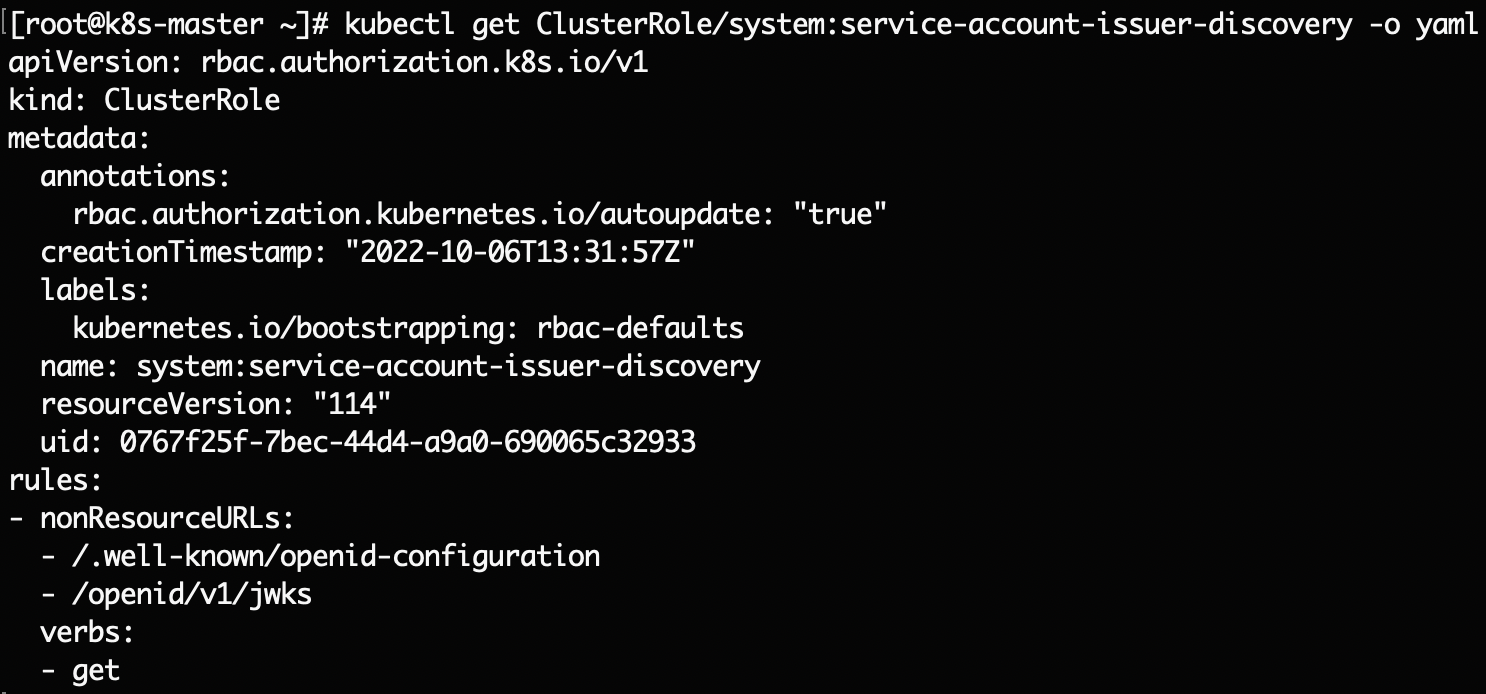 [root@k8s-master ~]# kubectl get ClusterRole/system:service-account-issuer-discovery -o yaml
apiVersion: rbac.authorization.k8s.io/v1
kind: ClusterRole
metadata:
  annotations:
    rbac.authorization.kubernetes.io/autoupdate: "true"
  creationTimestamp: "2022-10-06T13:31:57Z"
  labels:
    kubernetes.io/bootstrapping: rbac-defaults
  name: system:service-account-issuer-discovery
  resourceVersion: "114"
  uid: 0767f25f-7bec-44d4-a9a0-690065c32933
rules:
- nonResourceURLs:
  - /.well-known/openid-configuration
  - /openid/v1/jwks
  verbs:
  - get